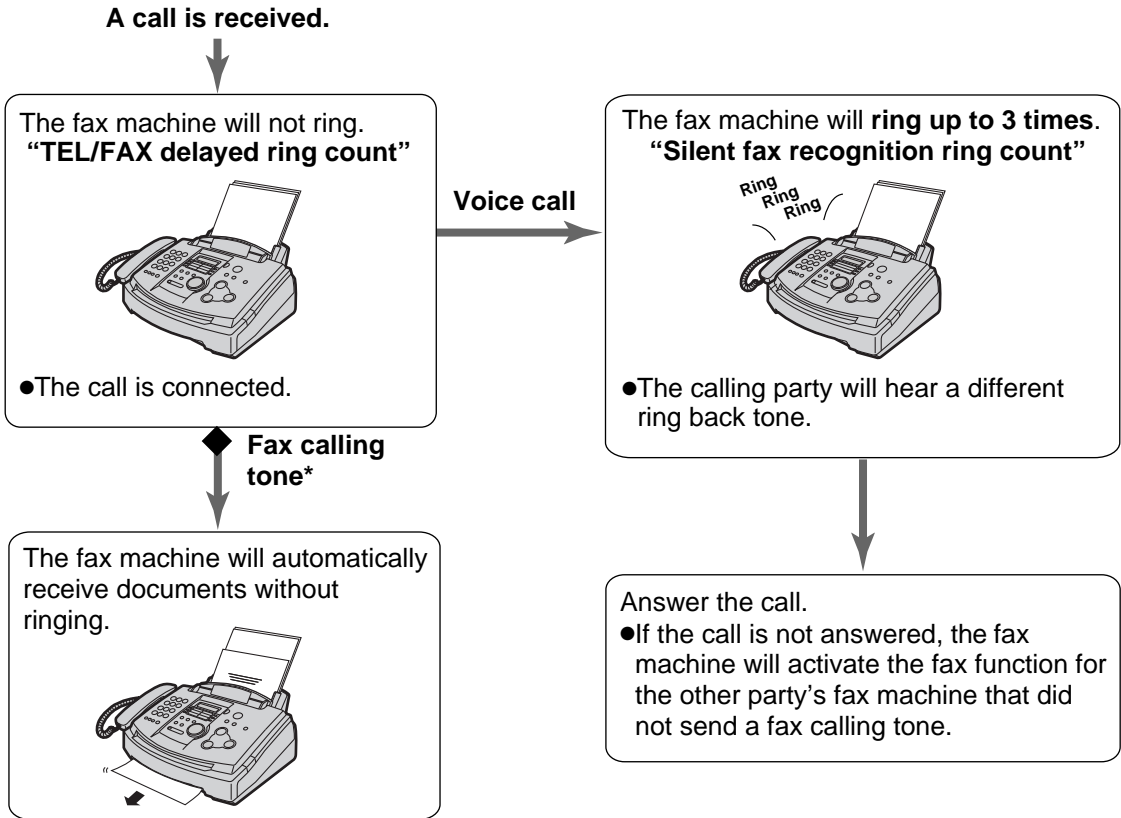 A call is received.
The fax machine will not ring.
“TEL/FAX delayed ring count”
●The call is connected.
Voice call
The fax machine will ring up to 3 times.
“Silent fax recognition ring count”
Ring
Ring
Ring
●The calling party will hear a different
ring back tone.
Fax calling
tone*
The fax machine will automatically
receive documents without
ringing.
Answer the call.
●If the call is not answered, the fax
machine will activate the fax function for
the other party’s fax machine that did
not send a fax calling tone.